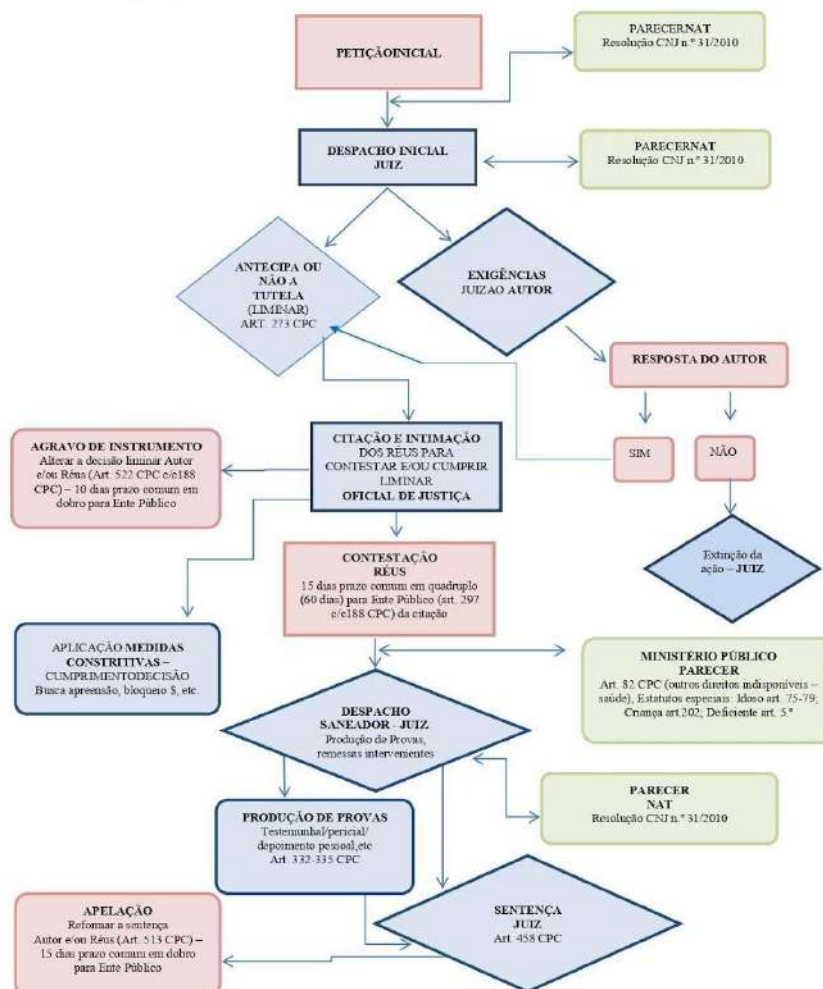 PETIÇÃOINICIAL
PARECERNAT
Resolução CNJ n.º 31/2010
DESPACHO INICIAL
JUIZ
PARECERNAT
Resolução CNJ n.º 31/2010
ANTECIPA OU
NÃO A
TUTELA
(LIMINAR)
ART. 273 CPC
EXIGÊNCIAS
JUIZAO AUTOR
RESPOSTA DO AUTOR
SIM
NÃO
Extinção da
ação – JUIZ
CITAÇÃO E INTIMAÇÃO
DOS RÉUS PARA
CONTESTAR E/OU CUMPRIR
LIMINAR
OFICIAL DE JUSTIÇA
AGRAVO DE INSTRUMENTO
Alterar a decisão liminar Autor
e/ou Réus (Art. 522 CPC c/c188
CPC) – 10 dias prazo comum em
dobro para Ente Público
CONTESTAÇÃO
RÉUS
15 dias prazo comum em quadruplo
(60 dias) para Ente Público (art. 297
c/c188 CPC) da citação
APLICAÇÃO MEDIDAS
CONSTRITIVAS –
CUMPRIMENTODECISÃO
Busca apreensão, bloqueio $, etc.
MINISTÉRIO PÚBLICO
PARECER
Art. 82 CPC (outros direitos indisponíveis –
saúde), Estatutos especiais: Idoso art. 75-79;
Criança art.202; Deficiente art. 5.º
DESPACHO
SANEADOR - JUIZ
Produção de Provas,
remessas intervenientes
PARECER
NAT
Resolução CNJ n.º 31/2010
PRODUÇÃO DE PROVAS
Testemunhal/pericial/
depoimento pessoal,etc
Art. 332-335 CPC
SENTENÇA
JUIZ
Art. 458 CPC
APELAÇÃO
Reformar a sentença
Autor e/ou Réus (Art. 513 CPC) –
15 dias prazo comum em dobro
para Ente Público